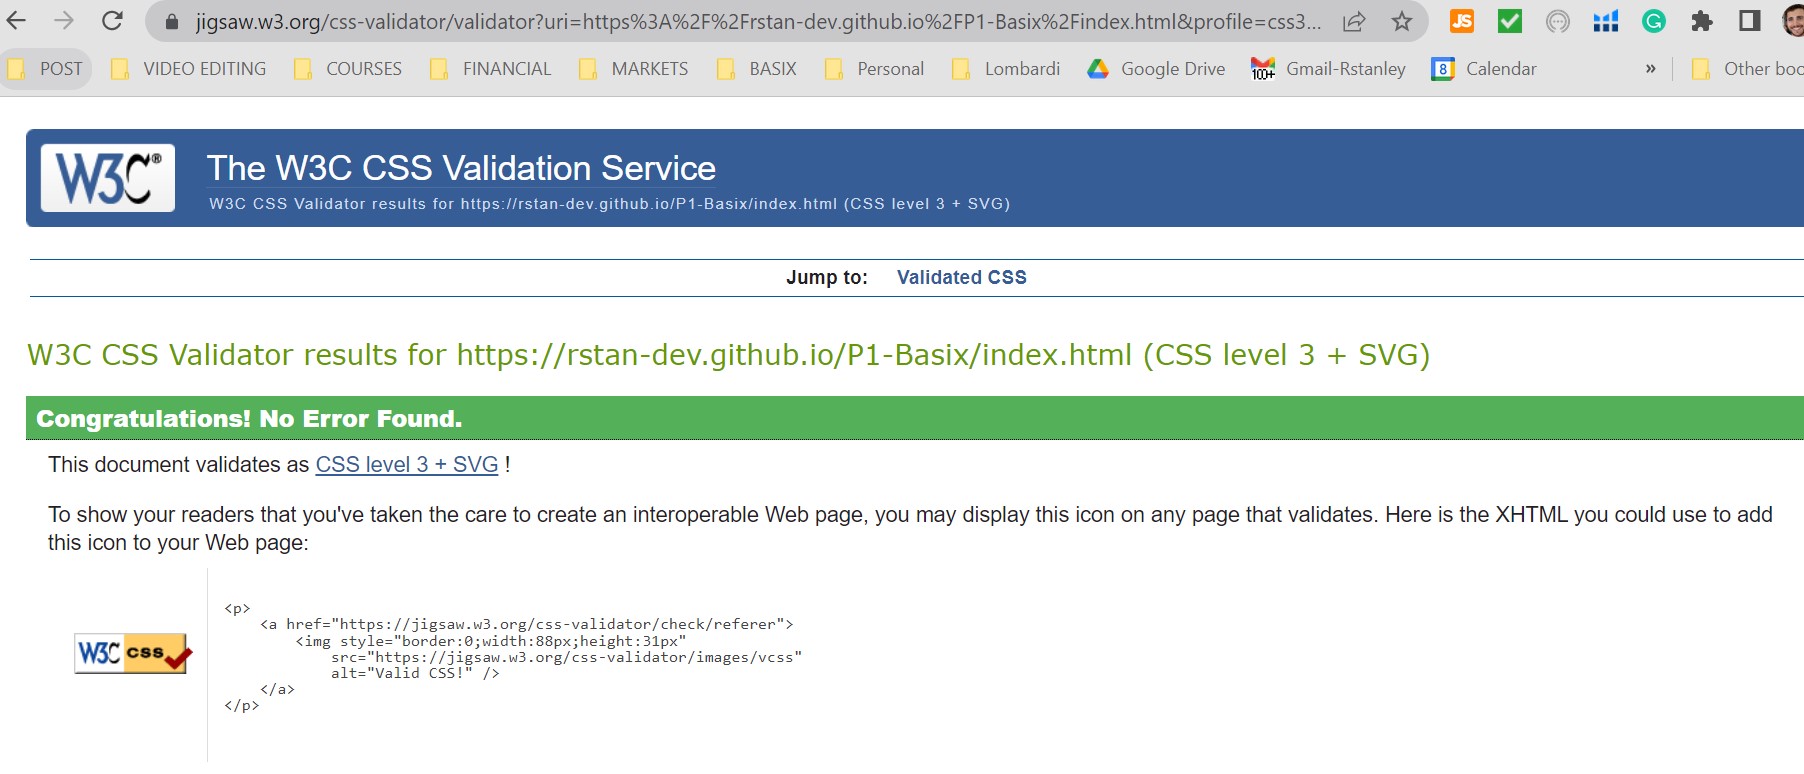 jigsaw.w3.org/css-validator/validator?uri=https%3A%2F%2Frstan-dev.github.io%2FP1-Basix%2Findex.html&profile=css3...
JS
G
POST VIDEO EDITING COURSES FINANCIAL MARKETS BASIX Personal Lombardi Google Drive 100+ Gmail-Rstanley 8 Calendar » Other boo
W3C® The W3C CSS Validation Service
W3C CSS Validator results for https://rstan-dev.github.io/P1-Basix/index.html (CSS level 3 + SVG)
Jump to: Validated CSS
W3C CSS Validator results for https://rstan-dev.github.io/P1-Basix/index.html (CSS level 3 + SVG)
Congratulations! No Error Found.
This document validates as CSS level 3 + SVG !
To show your readers that you've taken the care to create an interoperable Web page, you may display this icon on any page that validates. Here is the XHTML you could use to add
this icon to your Web page:
W3C css
<p>
<a href="https://jigsaw.w3.org/css-validator/check/referer">
<img style="border:0;width:88px;height:31px"
src="https://jigsaw.w3.org/css-validator/images/vcss"
alt="Valid CSS!" />
</a>
</p>